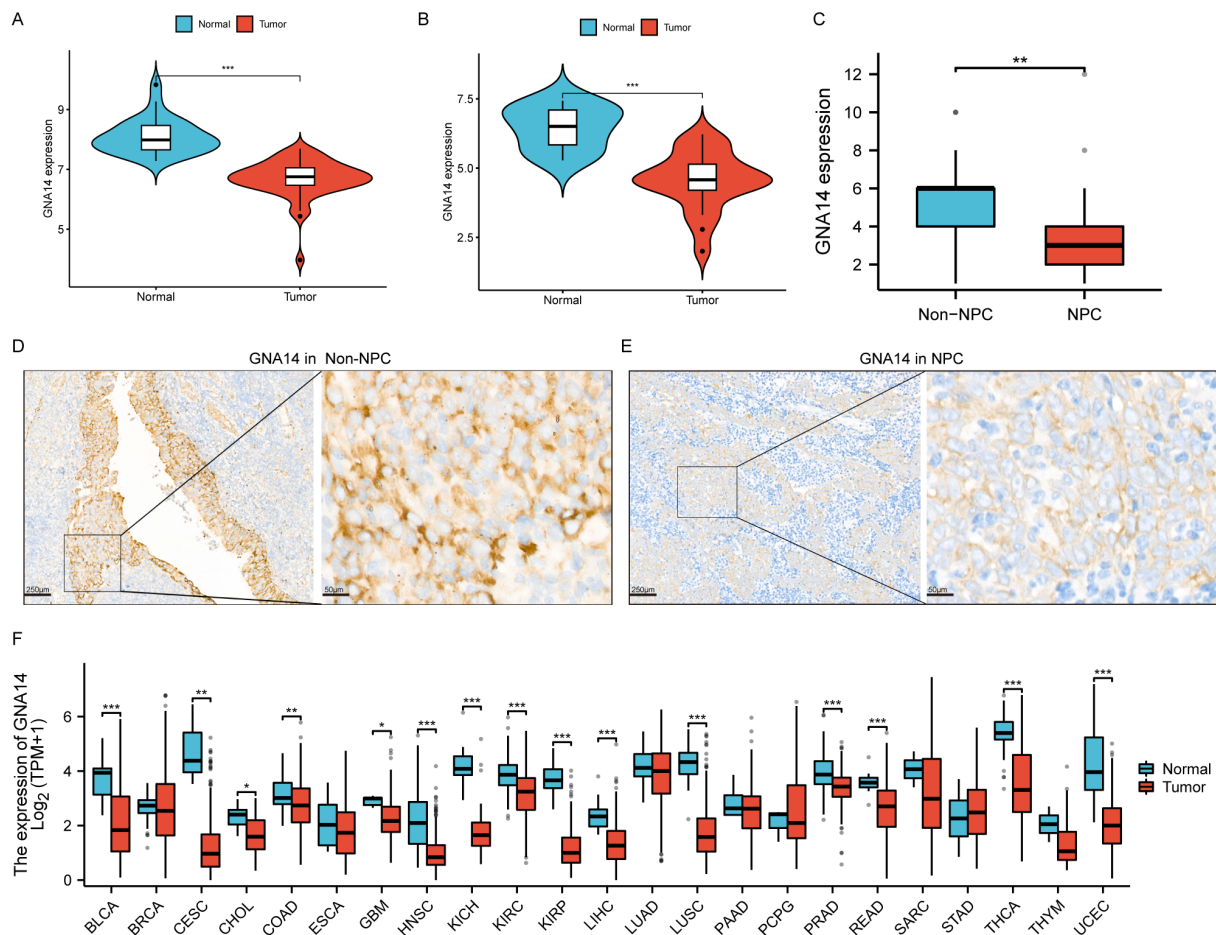 A
Normal
Tumor
***
GNA14 expression
9
7
5
Normal
Tumor
B
Normal
Tumor
***
GNA14 expression
7.5
5.0
2.5
Normal
Tumor
C
**
GNA14 espression
12
10
8
6
4
2
Non−NPC
NPC
D
GNA14 in Non-NPC
250μm
50μm
E
GNA14 in NPC
250μm
50μm
F
The expression of GNA14
Log2 (TPM+1)
6
4
2
0
*** ** * ** * *** *** *** *** *** *** *** *** *** ***
BLCA
BRCA
CESC
CHOL
COAD
ESCA
GBM
HNSC
KICH
KIRC
KIRP
LIHC
LUAD
LUSC
PAAD
PCPG
PRAD
READ
SARC
STAD
THCA
THYM
UCEC
Normal
Tumor